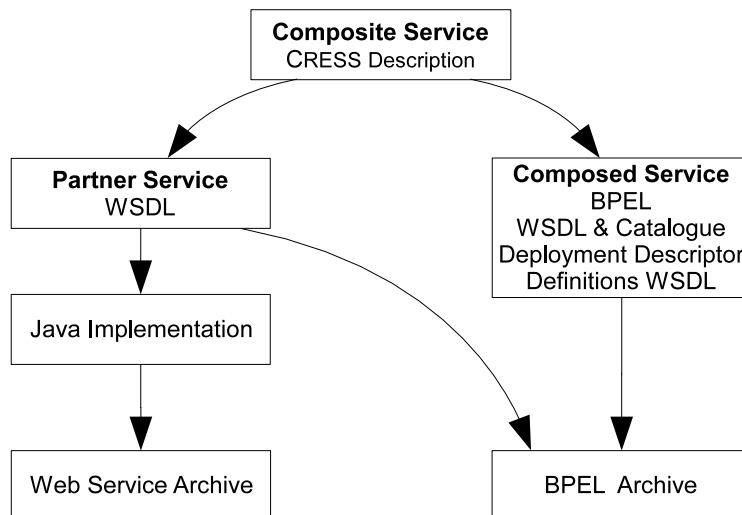 Composite Service
CRESS Description
Partner Service
WSDL
Composed Service
BPEL
WSDL & Catalogue
Deployment Descriptor
Definitions WSDL
Java Implementation
Web Service Archive
BPEL Archive